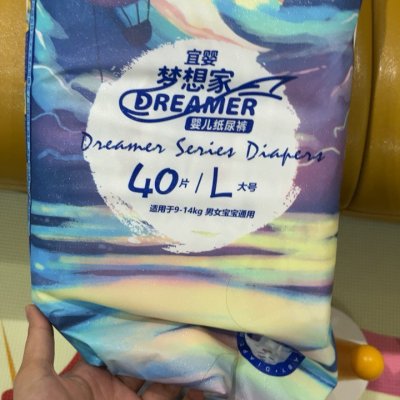 宜婴
梦想家
DREAMER
婴儿纸尿裤
Dreamer Series Diapers
40片/L大号
适用于9-14kg 男女宝宝通用